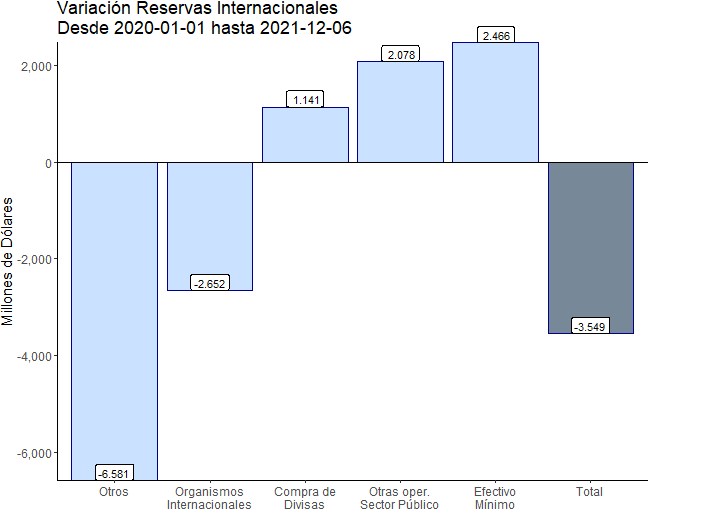 Variación Reservas Internacionales
Desde 2020-01-01 hasta 2021-12-06
Millones de Dólares
2,000
0
-2,000
-4,000
-6,000
-6.581
-2.652
1.141
2.078
2.466
-3.549
Otros
Organismos
Internacionales
Compra de
Divisas
Otras oper.
Sector Público
Efectivo
Mínimo
Total